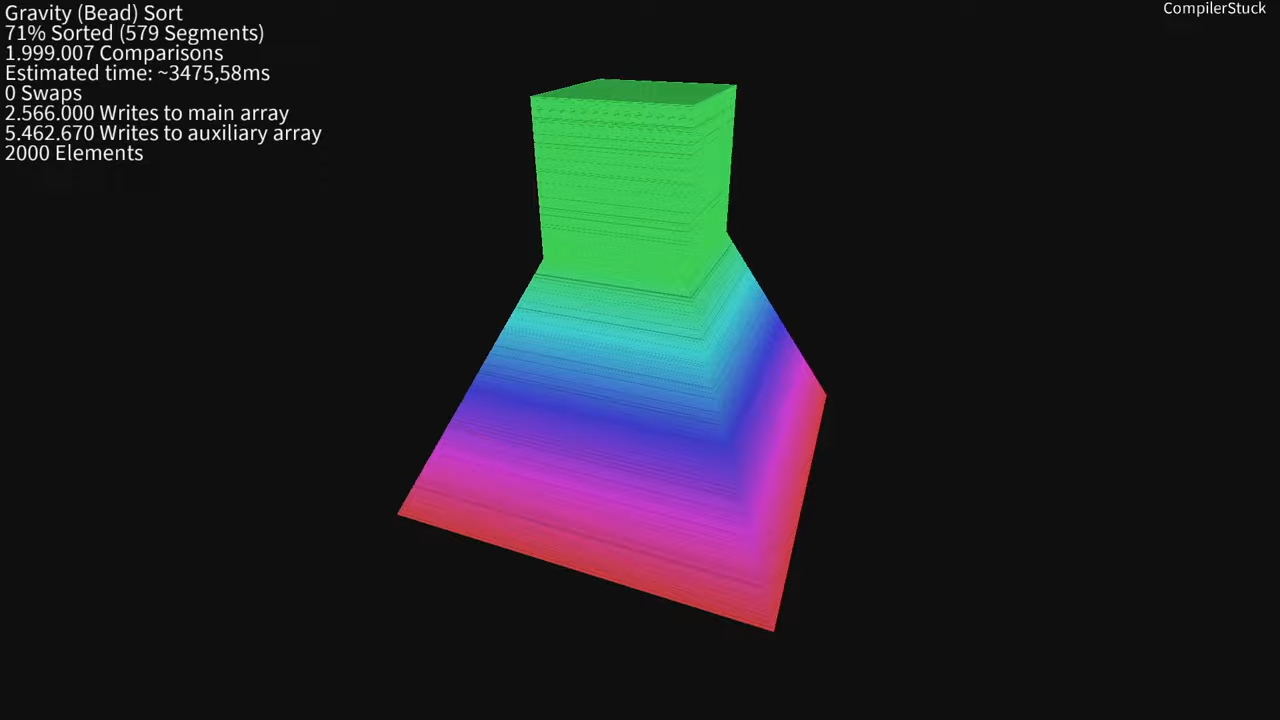 Gravity (Bead) Sort
CompilerStuck
71% Sorted (579 Segments)
1.999.007 Comparisons
Estimated time: ~3475,58ms
0 Swaps
2.566.000 Writes to main array
5.462.670 Writes to auxiliary array
2000 Elements